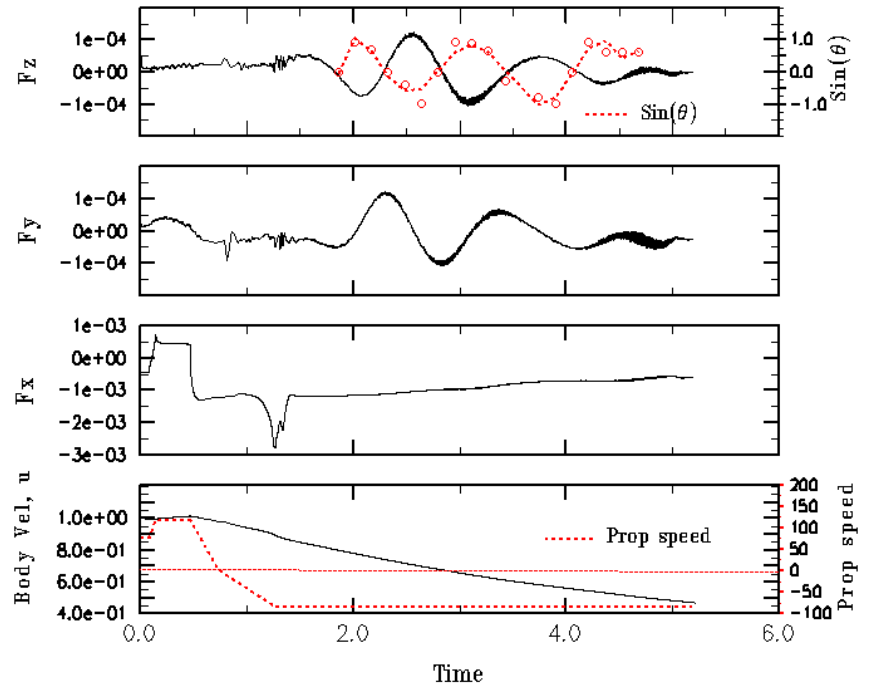 Fz
1e-04
0e+00
-1e-04
1.0
0.0
-1.0
Sin(θ)
Sin(θ)
Fy
1e-04
0e+00
-1e-04
Fx
1e-03
0e+00
-1e-03
-2e-03
-3e-03
Body Vel, u
1.0e+00
8.0e-01
6.0e-01
4.0e-01
Prop speed
200
150
100
50
0
-50
-100
Prop speed
0.0
2.0
4.0
6.0
Time